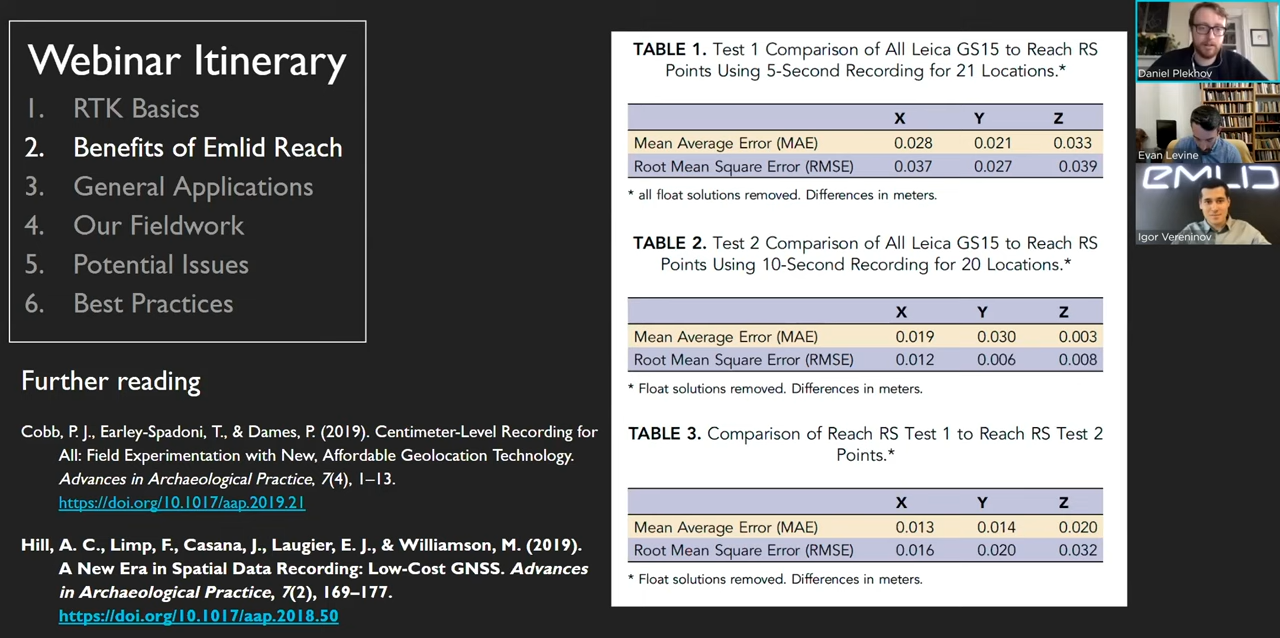 Webinar Itinerary
1. RTK Basics
2. Benefits of Emlid Reach
3. General Applications
4. Our Fieldwork
5. Potential Issues
6. Best Practices
Further reading
Cobb, P. J., Earley-Spadoni, T., & Dames, P. (2019). Centimeter-Level Recording for
All: Field Experimentation with New, Affordable Geolocation Technology.
Advances in Archaeological Practice, 7(4), 1–13.
https://doi.org/10.1017/aap.2019.21
Hill, A. C., Limp, F., Casana, J., Laugier, E. J., & Williamson, M. (2019).
A New Era in Spatial Data Recording: Low-Cost GNSS. Advances
in Archaeological Practice, 7(2), 169–177.
https://doi.org/10.1017/aap.2018.50
TABLE 1. Test 1 Comparison of All Leica GS15 to Reach RS
Points Using 5-Second Recording for 21 Locations.*
X Y Z
Mean Average Error (MAE) 0.028 0.021 0.033
Root Mean Square Error (RMSE) 0.037 0.027 0.039
* all float solutions removed. Differences in meters.
TABLE 2. Test 2 Comparison of All Leica GS15 to Reach RS
Points Using 10-Second Recording for 20 Locations.*
X Y Z
Mean Average Error (MAE) 0.019 0.030 0.003
Root Mean Square Error (RMSE) 0.012 0.006 0.008
* Float solutions removed. Differences in meters.
TABLE 3. Comparison of Reach RS Test 1 to Reach RS Test 2
Points.*
X Y Z
Mean Average Error (MAE) 0.013 0.014 0.020
Root Mean Square Error (RMSE) 0.016 0.020 0.032
* Float solutions removed. Differences in meters.
Daniel Plekhov
Evan Levine
EMLID
Igor Vereninov